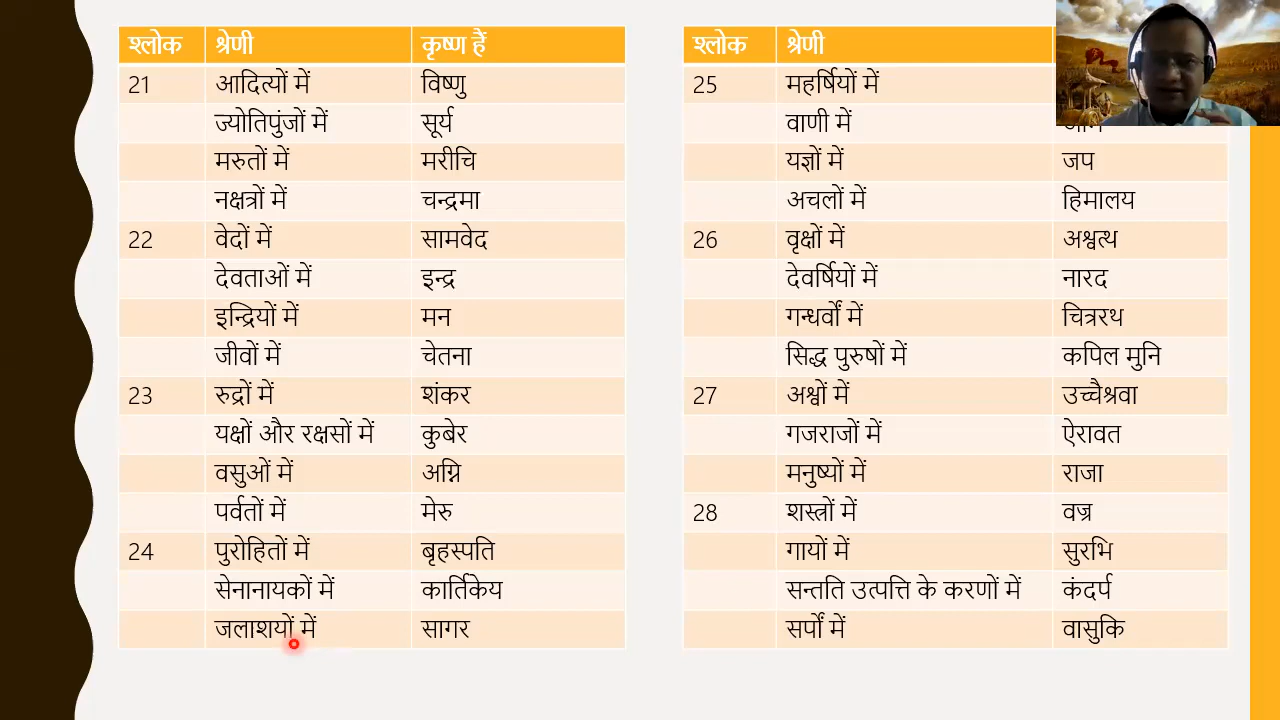 श्लोक श्रेणी कृष्ण हैं
21 आदित्यों में विष्णु
ज्योतिपुंजों में सूर्य
मरुतों में मरीचि
नक्षत्रों में चन्द्रमा
22 वेदों में सामवेद
देवताओं में इन्द्र
इन्द्रियों में मन
जीवों में चेतना
23 रुद्रों में शंकर
यक्षों और रक्षसों में कुबेर
वसुओं में अग्नि
पर्वतों में मेरु
24 पुरोहितों में बृहस्पति
सेनानायकों में कार्तिकेय
जलाशयों में सागर
श्लोक श्रेणी
25 महर्षियों में
वाणी में
यज्ञों में जप
अचलों में हिमालय
26 वृक्षों में अश्वत्थ
देवर्षियों में नारद
गन्धर्वों में चित्ररथ
सिद्ध पुरुषों में कपिल मुनि
27 अश्वों में उच्चैश्रवा
गजराजों में ऐरावत
मनुष्यों में राजा
28 शस्त्रों में वज्र
गायों में सुरभि
सन्तति उत्पत्ति के करणों में कंदर्प
सर्पों में वासुकि